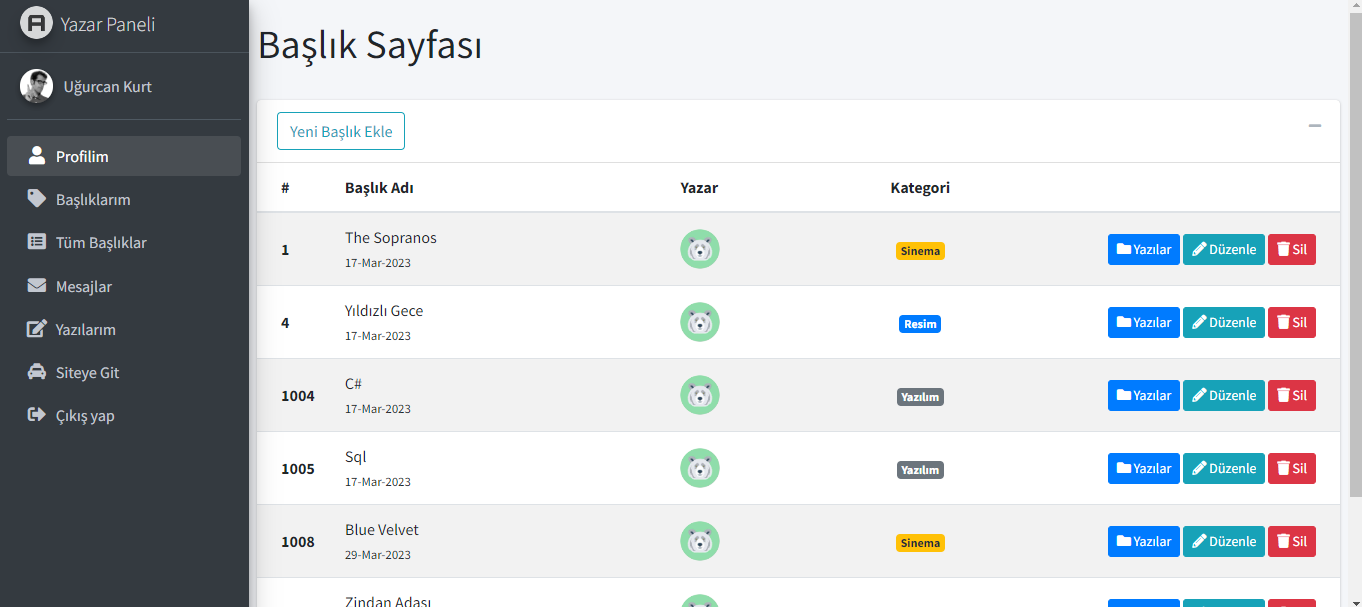 Yazar Paneli
Uğurcan Kurt
Profilim
Başlıklarım
Tüm Başlıklar
Mesajlar
Yazılarım
Siteye Git
Çıkış yap
Başlık Sayfası
Yeni Başlık Ekle
# Başlık Adı Yazar Kategori
The Sopranos
1 Sinema Yazılar Düzenle Sil
17-Mar-2023
Yıldızlı Gece
4 Resim Yazılar Düzenle Sil
17-Mar-2023
C#
1004 Yazılım Yazılar Düzenle Sil
17-Mar-2023
Sql
1005 Yazılım Yazılar Düzenle Sil
17-Mar-2023
Blue Velvet
1008 Sinema Yazılar Düzenle Sil
29-Mar-2023
Zindan Adası